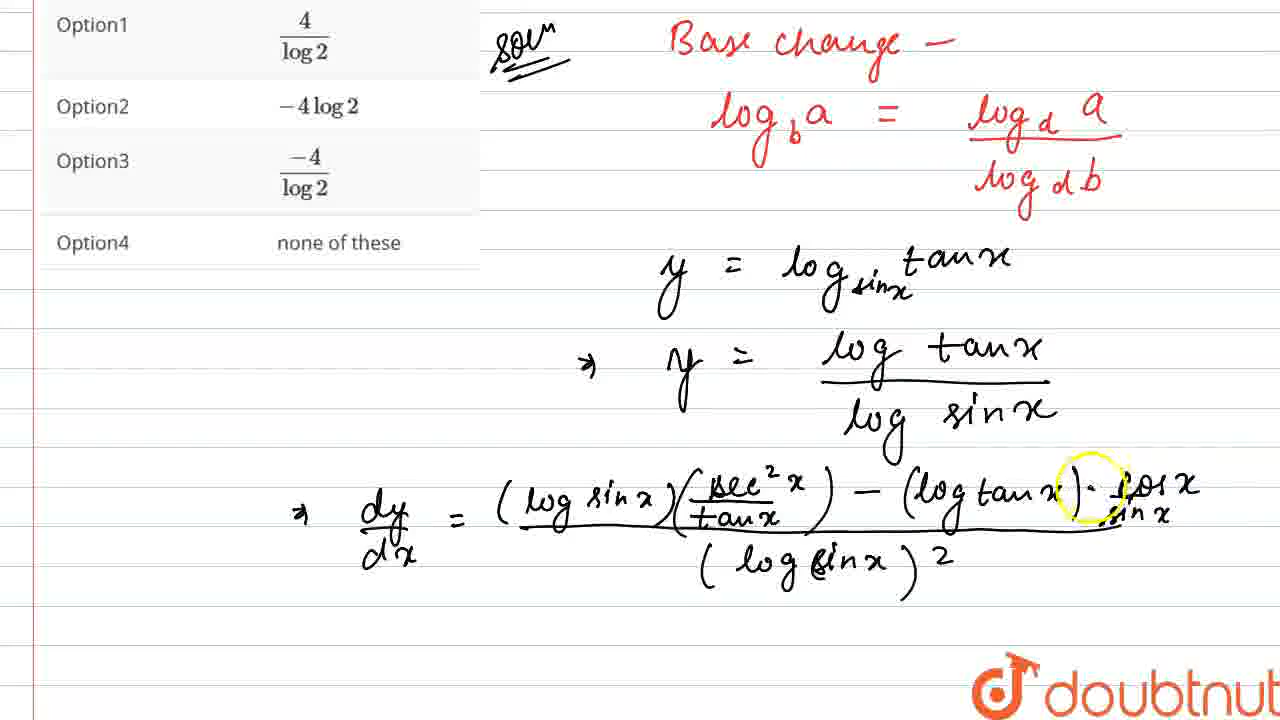 Option1 4/log 2
Option2 −4 log 2
Option3 −4/log 2
Option4 none of these
Soln
Base change −
log_b a = log_d a / log_d b
y = log_sinx tanx
⇒ y = log tanx / log sinx
⇒ dy/dx = (log sinx)(sec² x / tanx) − (log tanx) · cosx / sinx / (log sinx)²
doubtnut